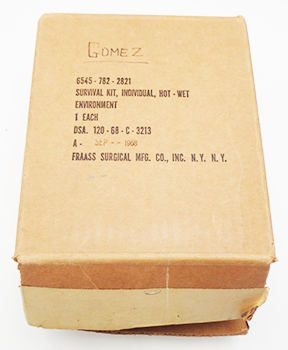 GOMEZ
6545-782-2821
SURVIVAL KIT, INDIVIDUAL, HOT-WET
ENVIRONMENT
1 EACH
DSA. 120-68-C-3213
A- SEP -- 1968
FRAASS SURGICAL MFG. CO., INC. N.Y. N.Y.